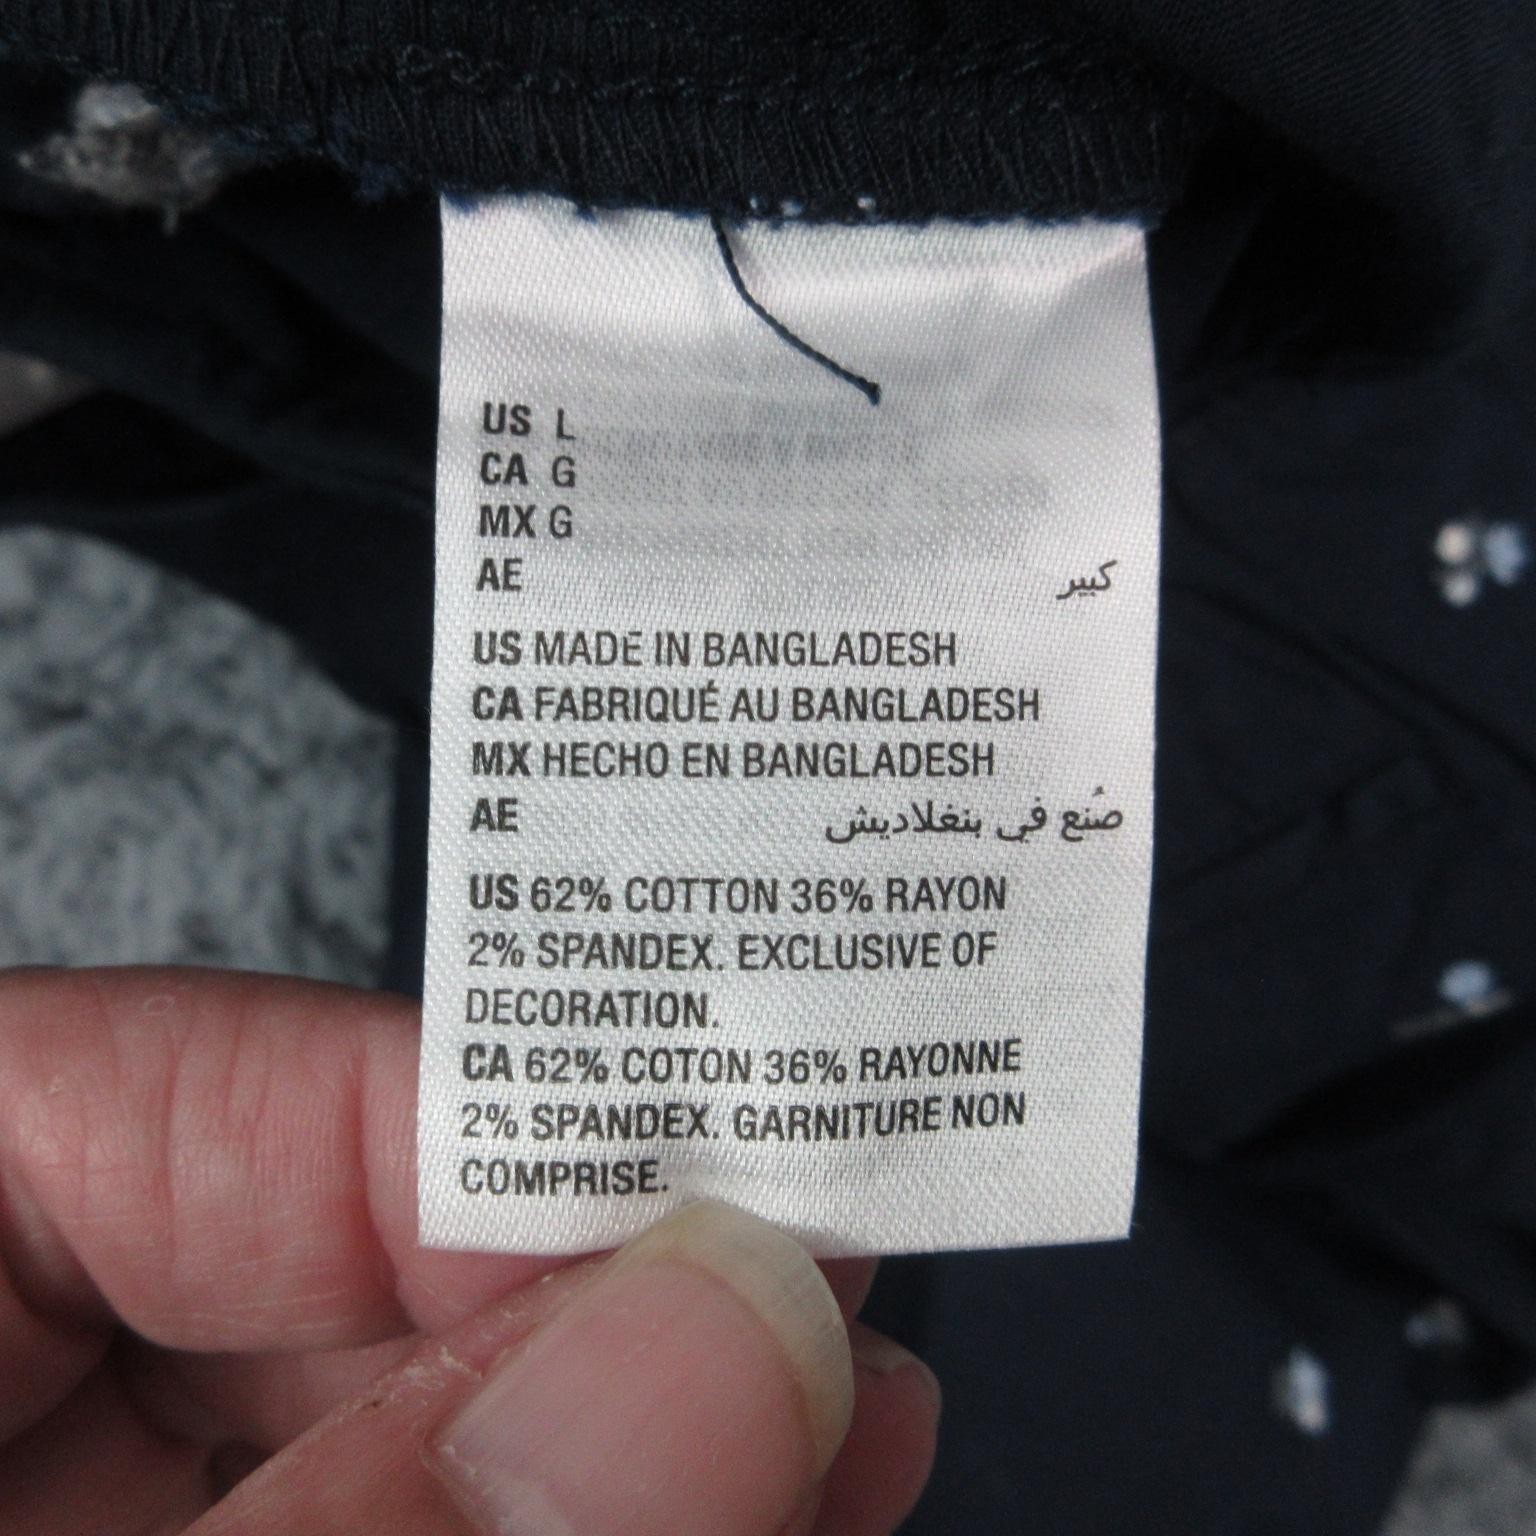 US L
CA G
MX G
AE كبير
US MADE IN BANGLADESH
CA FABRIQUÉ AU BANGLADESH
MX HECHO EN BANGLADESH
AE صُنع في بنغلاديش
US 62% COTTON 36% RAYON
2% SPANDEX. EXCLUSIVE OF
DECORATION.
CA 62% COTON 36% RAYONNE
2% SPANDEX. GARNITURE NON
COMPRISE.